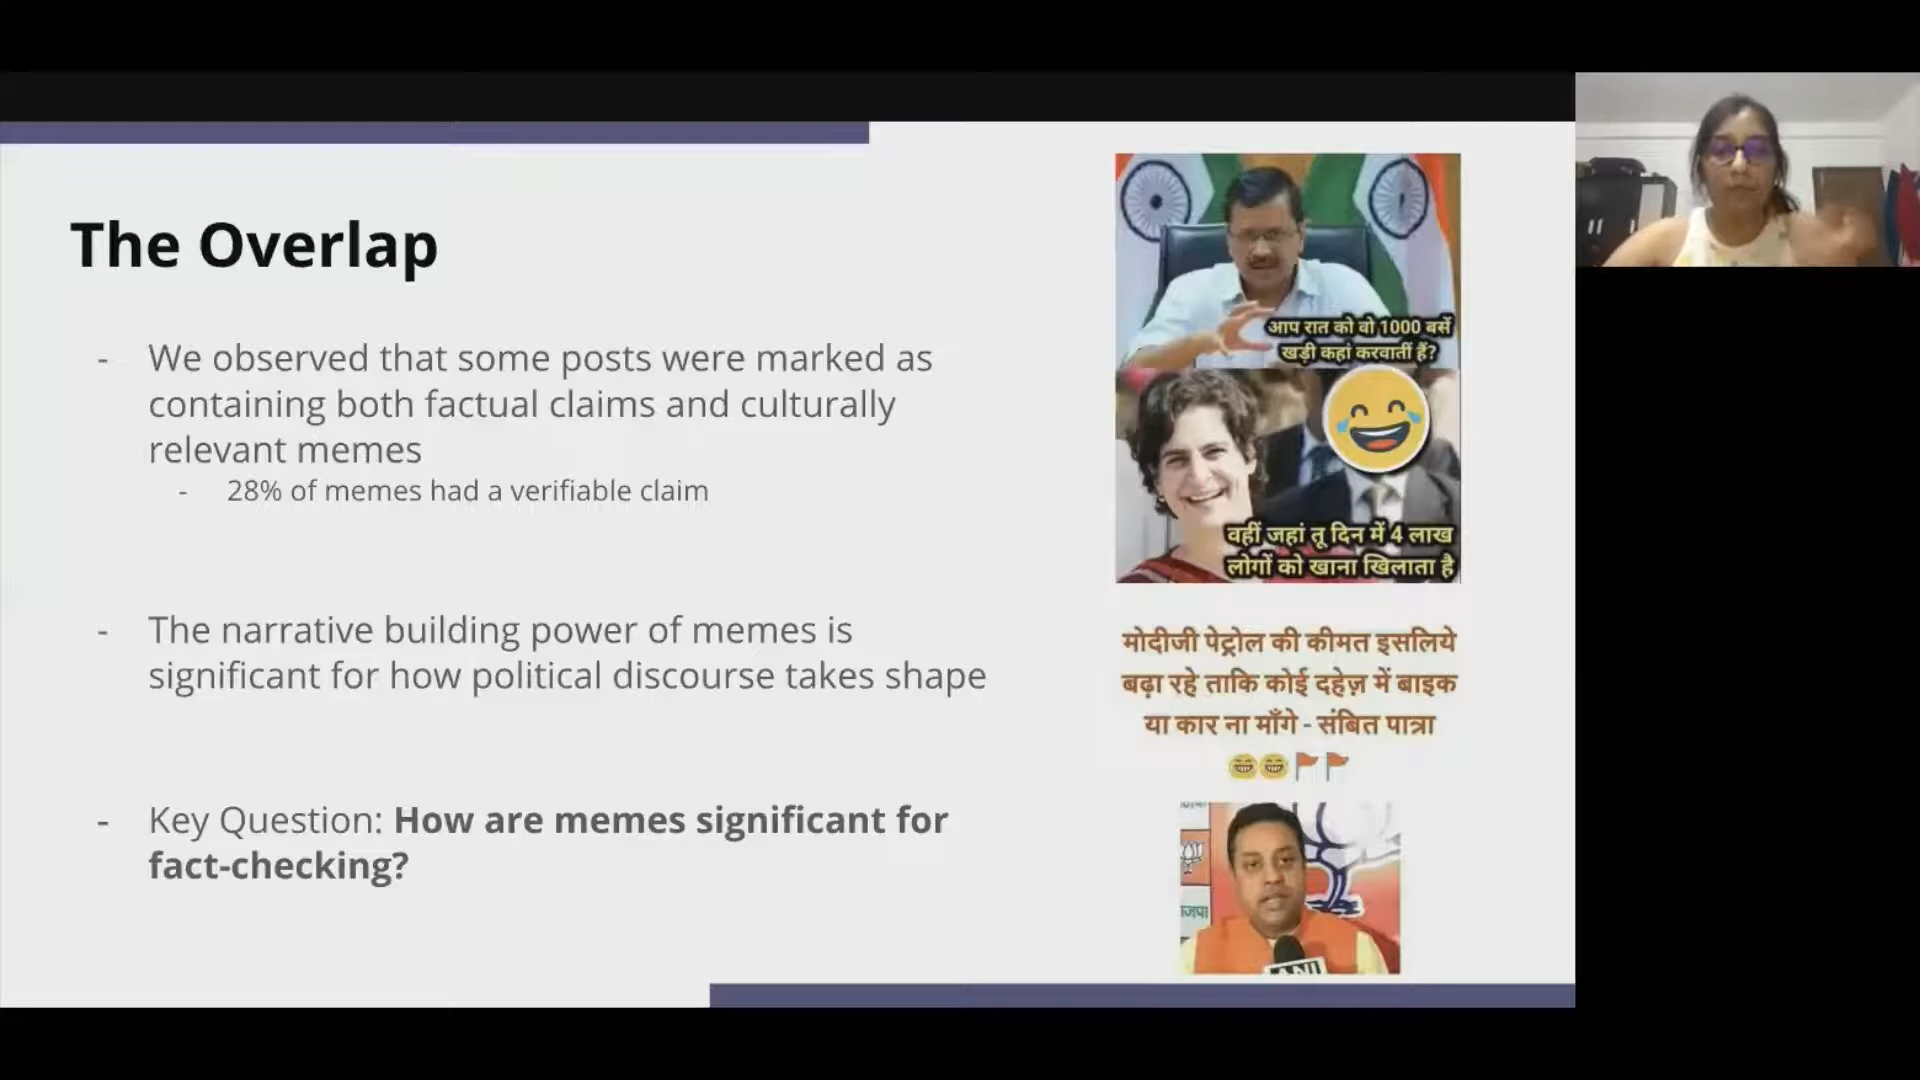 The Overlap
- We observed that some posts were marked as
containing both factual claims and culturally
relevant memes
- 28% of memes had a verifiable claim
- The narrative building power of memes is
significant for how political discourse takes shape
- Key Question: How are memes significant for
fact-checking?
आप रात को वो 1000 बसें
खड़ी कहां करवातीं हैं?
वहीं जहां तू दिन में 4 लाख
लोगों को खाना खिलाता है
मोदीजी पेट्रोल की कीमत इसलिये
बढ़ा रहे ताकि कोई दहेज़ में बाइक
या कार ना माँगे - संबित पात्रा
😂😂🚩🚩
ANI